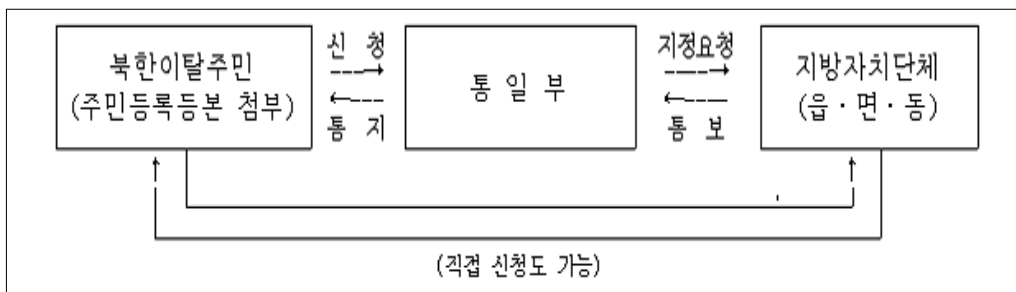 북한이탈주민
(주민등록등본 첨부)
신 청
통 지
통 일 부
지정요청
통 보
지방자치단체
(읍·면·동)
(직접 신청도 가능)